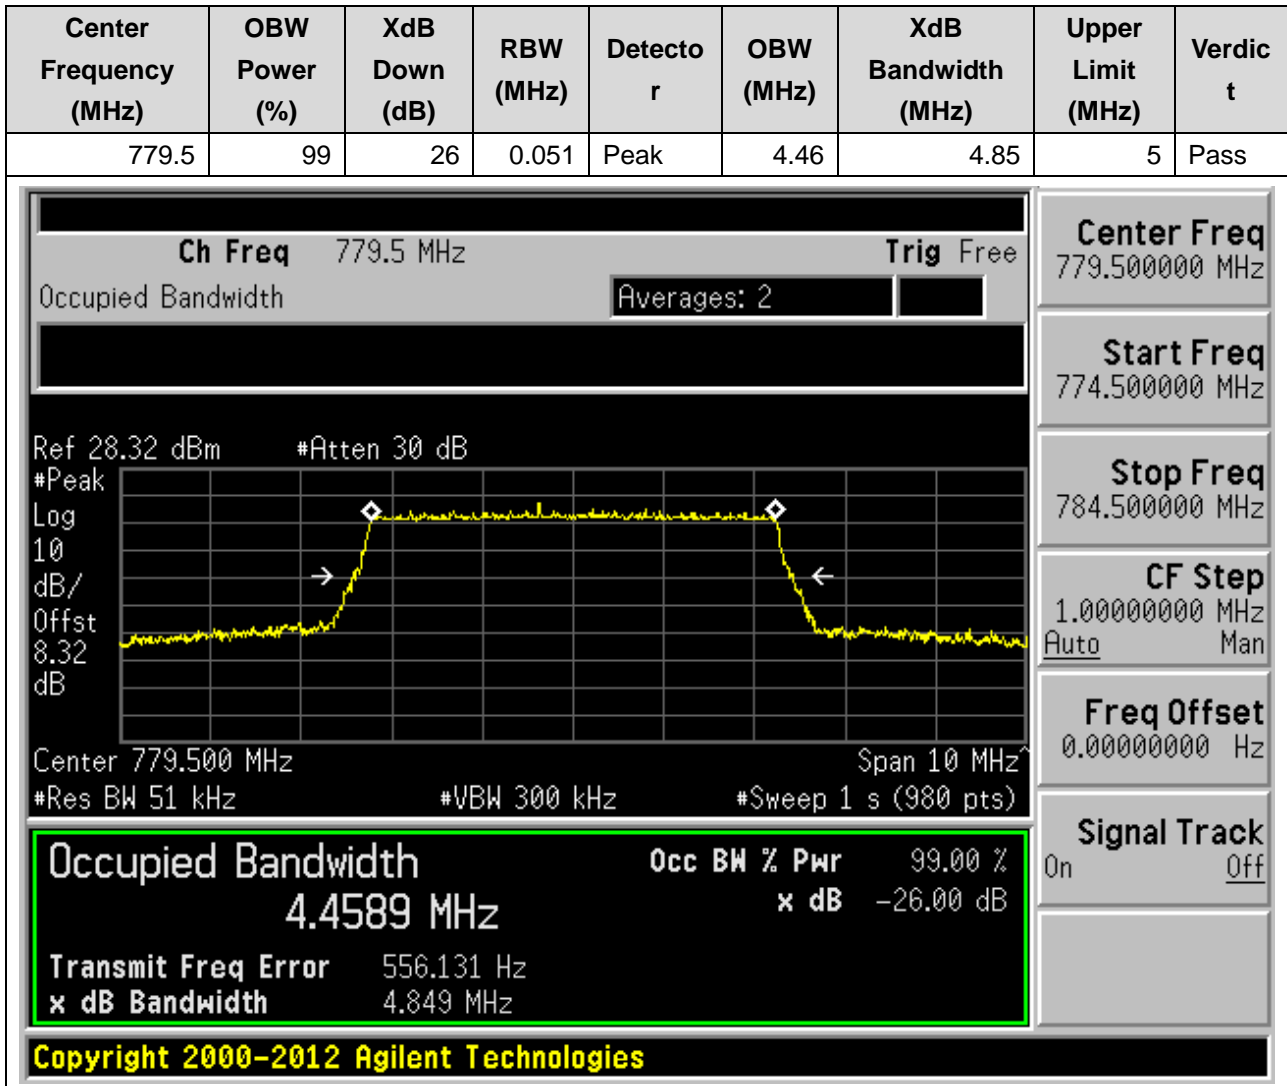 Center Frequency (MHz) OBW Power (%) XdB Down (dB) RBW (MHz) Detector OBW (MHz) XdB Bandwidth (MHz) Upper Limit (MHz) Verdict
779.5 99 26 0.051 Peak 4.46 4.85 5 Pass
Ch Freq 779.5 MHz Trig Free
Occupied Bandwidth Averages: 2
Ref 28.32 dBm #Atten 30 dB
#Peak
Log
10
dB/
Offst
8.32
dB
Center 779.500 MHz Span 10 MHz^
#Res BW 51 kHz #VBW 300 kHz #Sweep 1 s (980 pts)
Occupied Bandwidth Occ BW % Pwr 99.00 %
4.4589 MHz x dB -26.00 dB
Transmit Freq Error 556.131 Hz
x dB Bandwidth 4.849 MHz
Copyright 2000-2012 Agilent Technologies
Center Freq
779.500000 MHz
Start Freq
774.500000 MHz
Stop Freq
784.500000 MHz
CF Step
1.00000000 MHz
Auto Man
Freq Offset
0.00000000 Hz
Signal Track
On Off